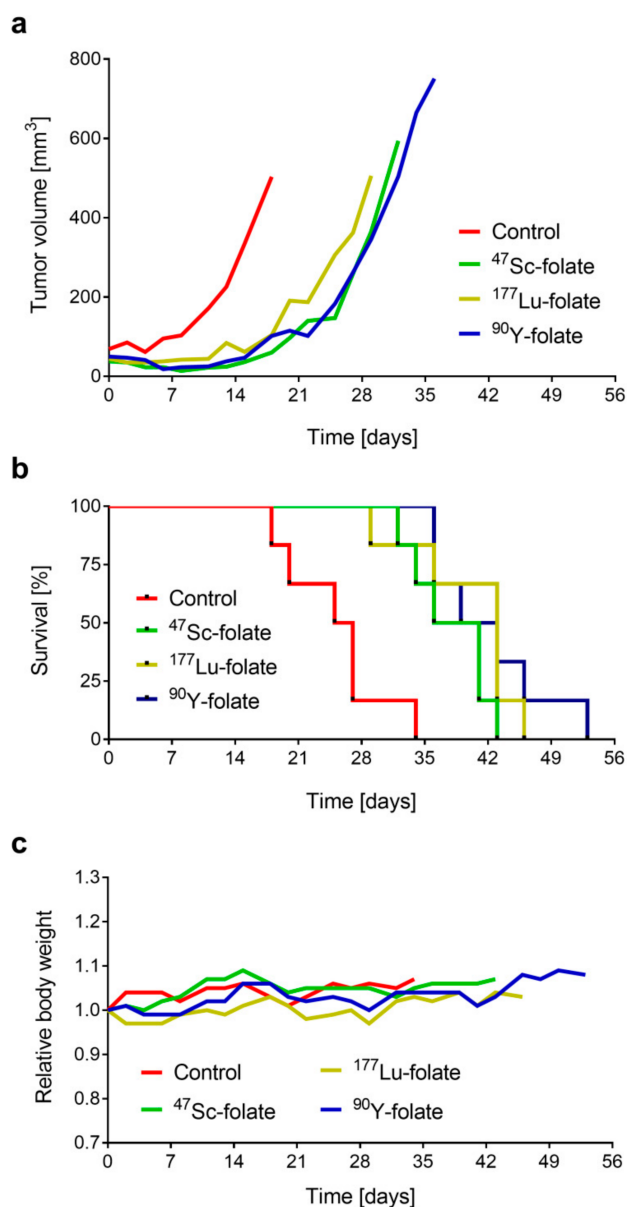 a
800
600
400
200
0
Tumor volume [mm³]
Control
⁴⁷Sc-folate
¹⁷⁷Lu-folate
⁹⁰Y-folate
0 7 14 21 28 35 42 49 56
Time [days]
b
100
75
50
25
0
Survival [%]
Control
⁴⁷Sc-folate
¹⁷⁷Lu-folate
⁹⁰Y-folate
0 7 14 21 28 35 42 49 56
Time [days]
c
1.3
1.2
1.1
1.0
0.9
0.8
0.7
Relative body weight
Control ¹⁷⁷Lu-folate
⁴⁷Sc-folate ⁹⁰Y-folate
0 7 14 21 28 35 42 49 56
Time [days]